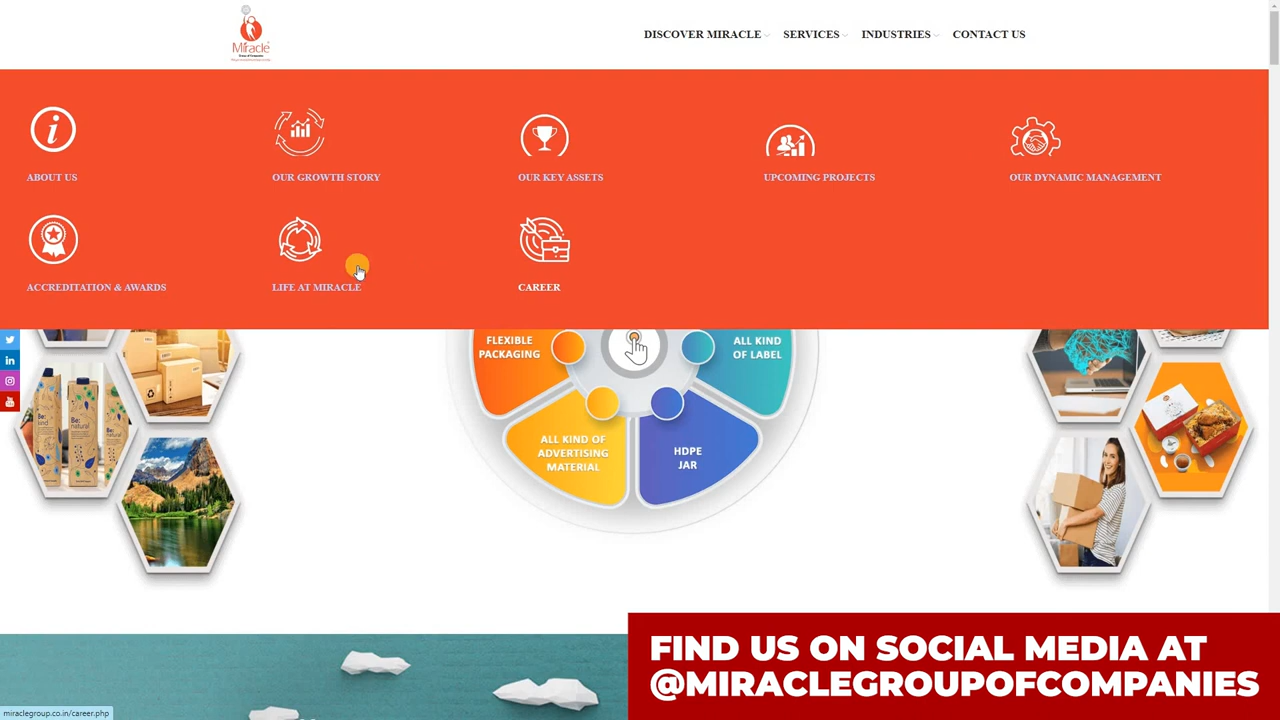 Miracle
DISCOVER MIRACLE
SERVICES
INDUSTRIES
CONTACT US
ABOUT US
OUR GROWTH STORY
OUR KEY ASSETS
UPCOMING PROJECTS
OUR DYNAMIC MANAGEMENT
ACCREDITATION & AWARDS
LIFE AT MIRACLE
CAREER
FLEXIBLE
PACKAGING
ALL KIND
OF LABEL
ALL KIND OF
ADVERTISING
MATERIAL
HDPE
JAR
FIND US ON SOCIAL MEDIA AT
@MIRACLEGROUPOFCOMPANIES
miraclegroup.co.in/career.php